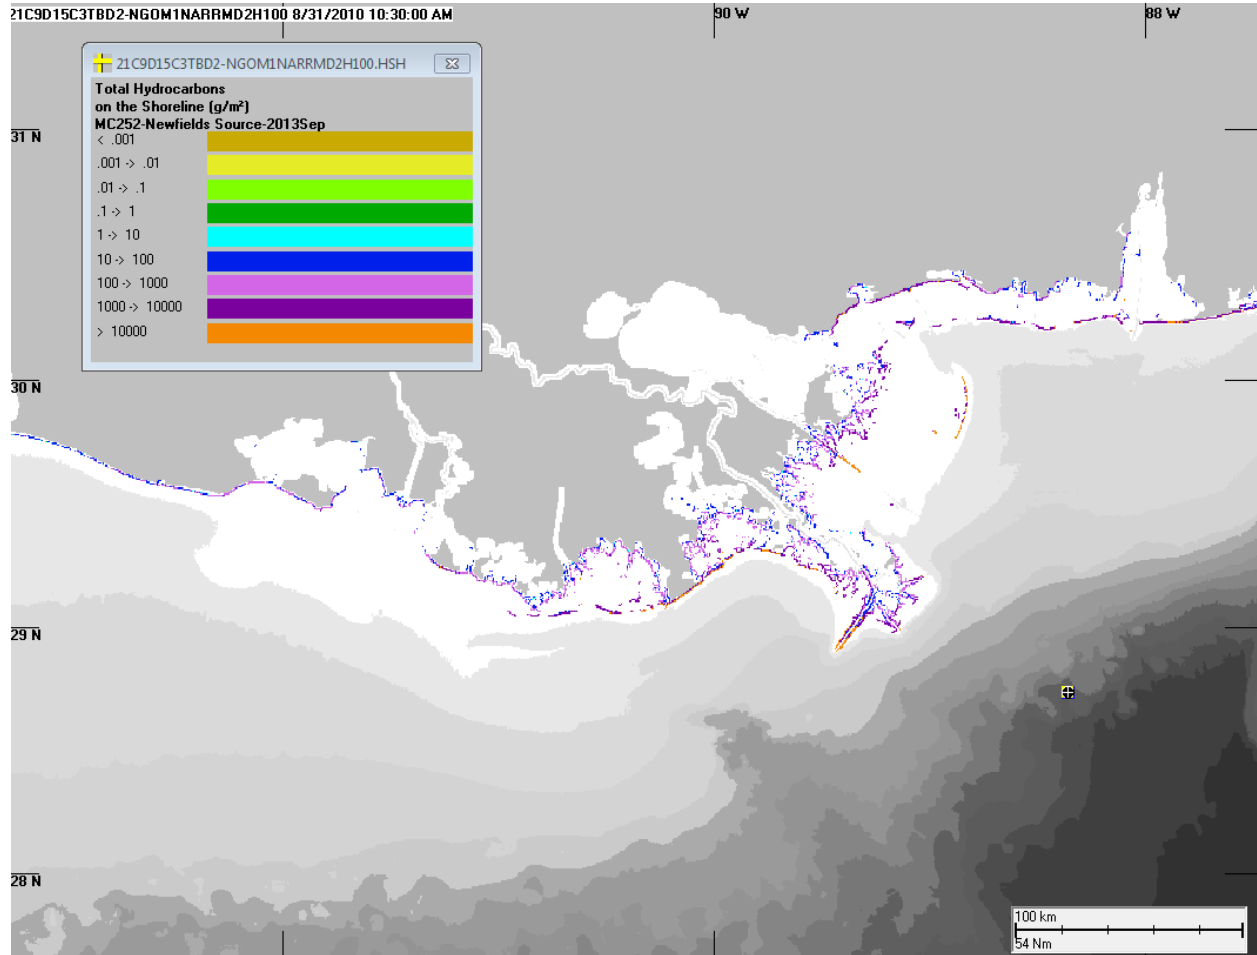 21C9D15C3TBD2-NGOM1NARRMD2H100 8/31/2010 10:30:00 AM
90 W
88 W
21C9D15C3TBD2-NGOM1NARRMD2H100.HSH
Total Hydrocarbons
on the Shoreline (g/m²)
MC252-Newfields Source-2013Sep
< .001
.001 -> .01
.01 -> .1
.1 -> 1
1 -> 10
10 -> 100
100 -> 1000
1000 -> 10000
> 10000
31 N
30 N
29 N
28 N
100 km
54 Nm